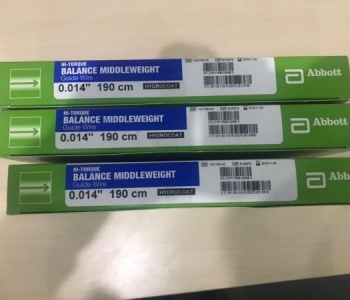 HI-TORQUE
BALANCE MIDDLEWEIGHT
Guide Wire
0.014" 190 cm HYDROCOAT
Abbott
HI-TORQUE
BALANCE MIDDLEWEIGHT
Guide Wire
0.014" 190 cm HYDROCOAT
Abbott
HI-TORQUE
BALANCE MIDDLEWEIGHT
Guide Wire
0.014" 190 cm HYDROCOAT
Abb